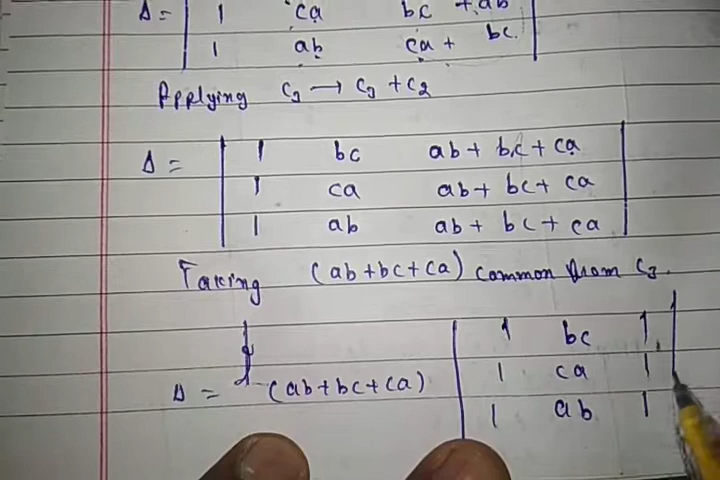 Δ = | 1 ca bc + ab |
| 1 ab ca + bc |
Applying C₃ → C₃ + C₂
Δ = | 1 bc ab + bc + ca |
| 1 ca ab + bc + ca |
| 1 ab ab + bc + ca |
Taking (ab+bc+ca) common from C₃.
| 1 bc 1 |
Δ = (ab+bc+ca) | 1 ca 1 |
| 1 ab 1